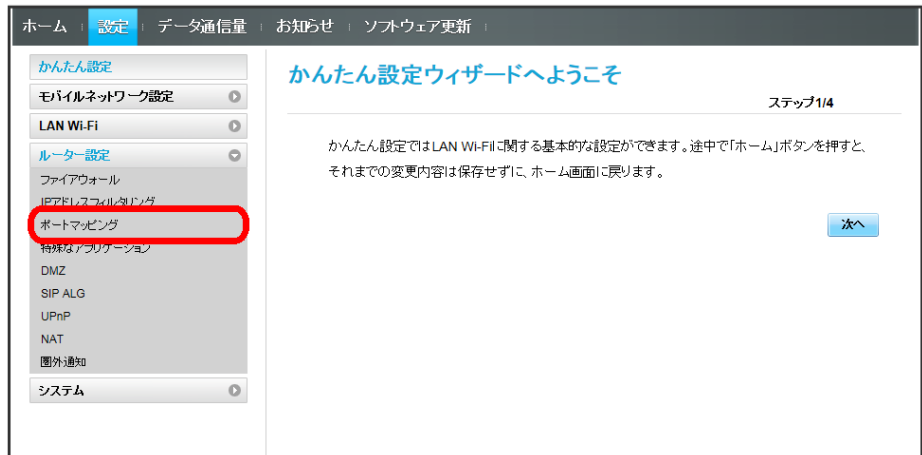 ホーム 設定 データ通信量 お知らせ ソフトウェア更新
かんたん設定
モバイルネットワーク設定
LAN Wi-Fi
ルーター設定
ファイアウォール
IPアドレスフィルタリング
ポートマッピング
特殊なアプリケーション
DMZ
SIP ALG
UPnP
NAT
圏外通知
システム
かんたん設定ウィザードへようこそ
ステップ1/4
かんたん設定ではLAN Wi-Fiに関する基本的な設定ができます。途中で「ホーム」ボタンを押すと、
それまでの変更内容は保存せずに、ホーム画面に戻ります。
次へ